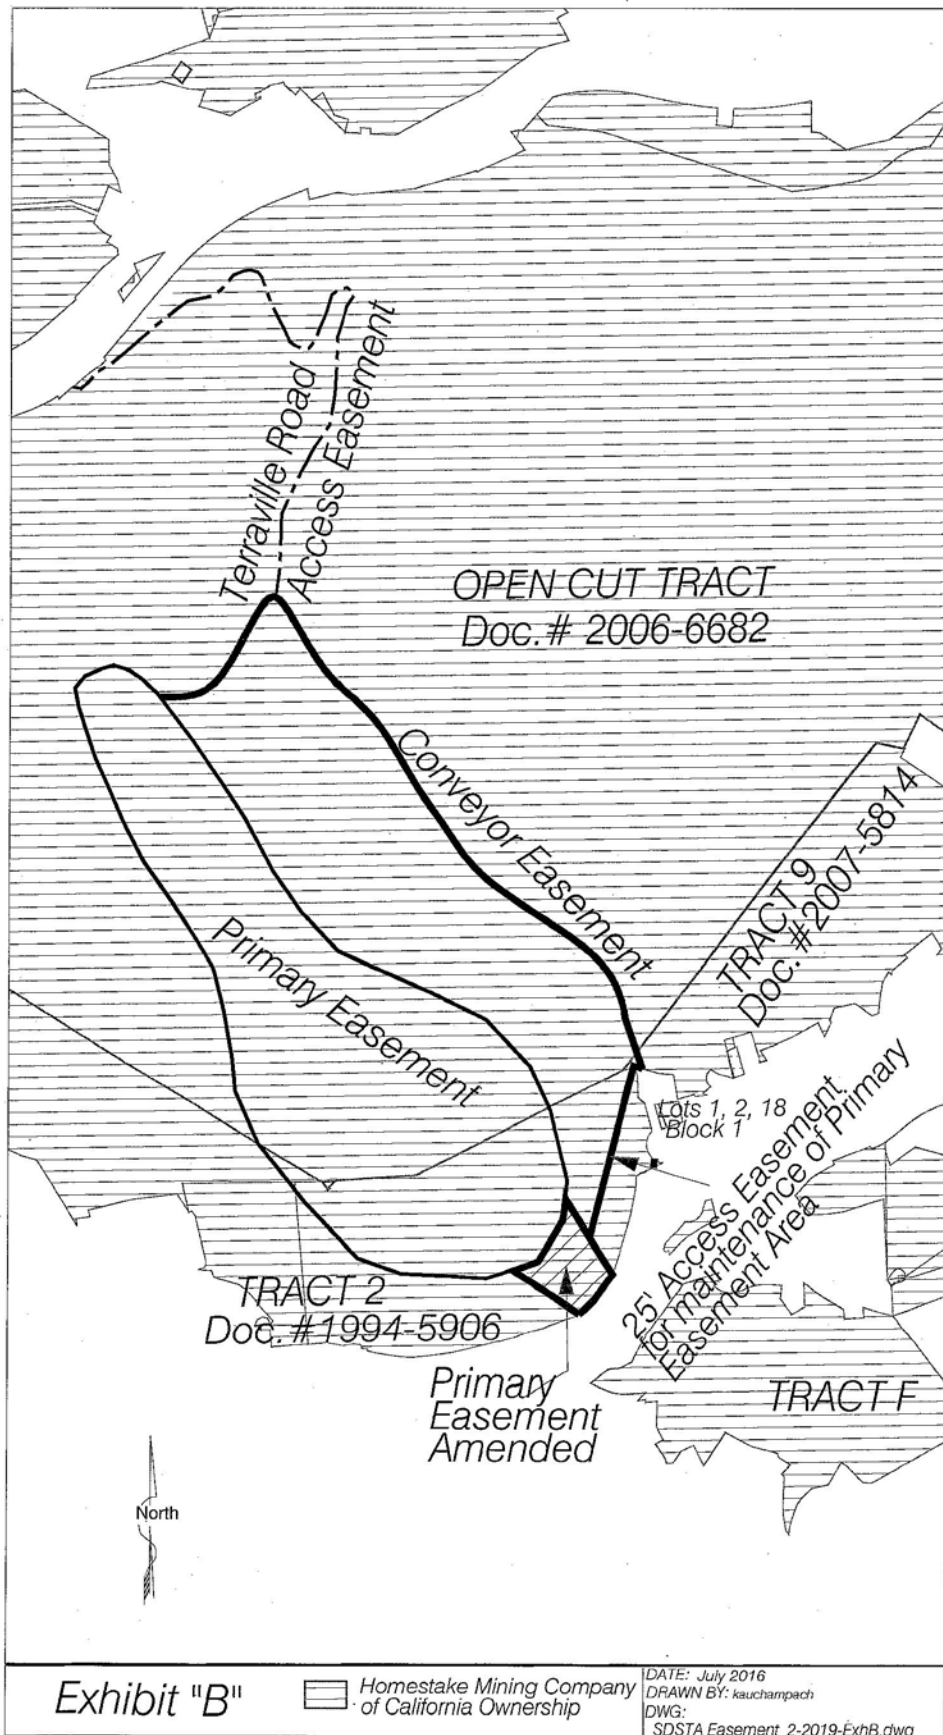 Terraville Road
Access Easement
OPEN CUT TRACT
Doc. # 2006-6682
Conveyor Easement
TRACT 9
Doc. #2007-5814
Primary Easement
Lots 1, 2, 18
Block 1
25' Access Easement
for maintenance of Primary
Easement Area
TRACT 2
Doc. #1994-5906
Primary
Easement
Amended
TRACT F
North
Exhibit "B"
Homestake Mining Company
of California Ownership
DATE: July 2016
DRAWN BY: kauchampach
DWG:
SDSTA Easement_2-2019-ExhB.dwg